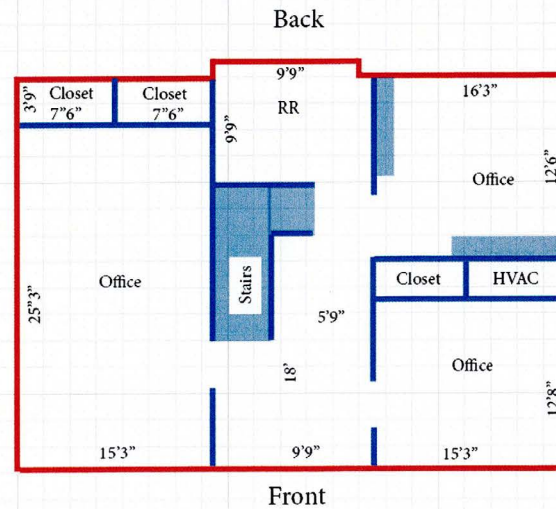 Back
9'9"
16'3"
3'9"
Closet
7"6"
Closet
7"6"
9'9"
RR
12'6"
Office
Office
25"3"
Stairs
Closet
HVAC
5'9"
18'
Office
12'8"
15'3"
9'9"
15'3"
Front